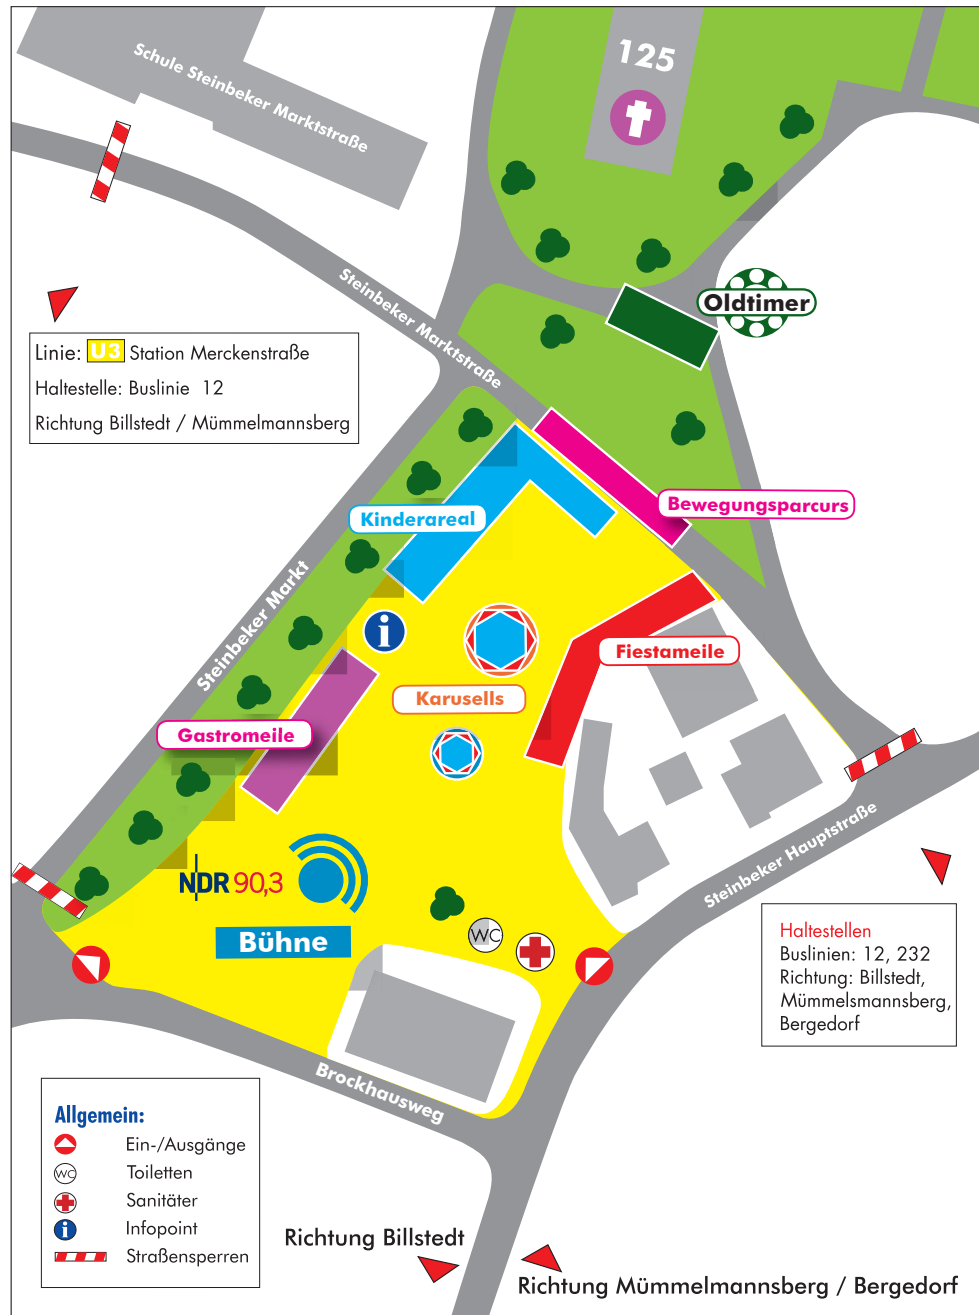 Schule Steinbeker Marktstraße
125
Steinbeker Marktstraße
Oldtimer
Linie: U3 Station Merckenstraße
Haltestelle: Buslinie 12
Richtung Billstedt / Mümmelmannsberg
Bewegungsparcurs
Kinderareal
i
Steinbeker Markt
Fiestameile
Karusells
Gastromeile
Steinbeker Hauptstraße
NDR 90,3
Bühne
WC
Haltestellen
Buslinien: 12, 232
Richtung: Billstedt,
Mümmelsmannsberg,
Bergedorf
Brockhausweg
Allgemein:
Ein-/Ausgänge
WC Toiletten
Sanitäter
i Infopoint
Straßensperren
Richtung Billstedt
Richtung Mümmelmannsberg / Bergedorf